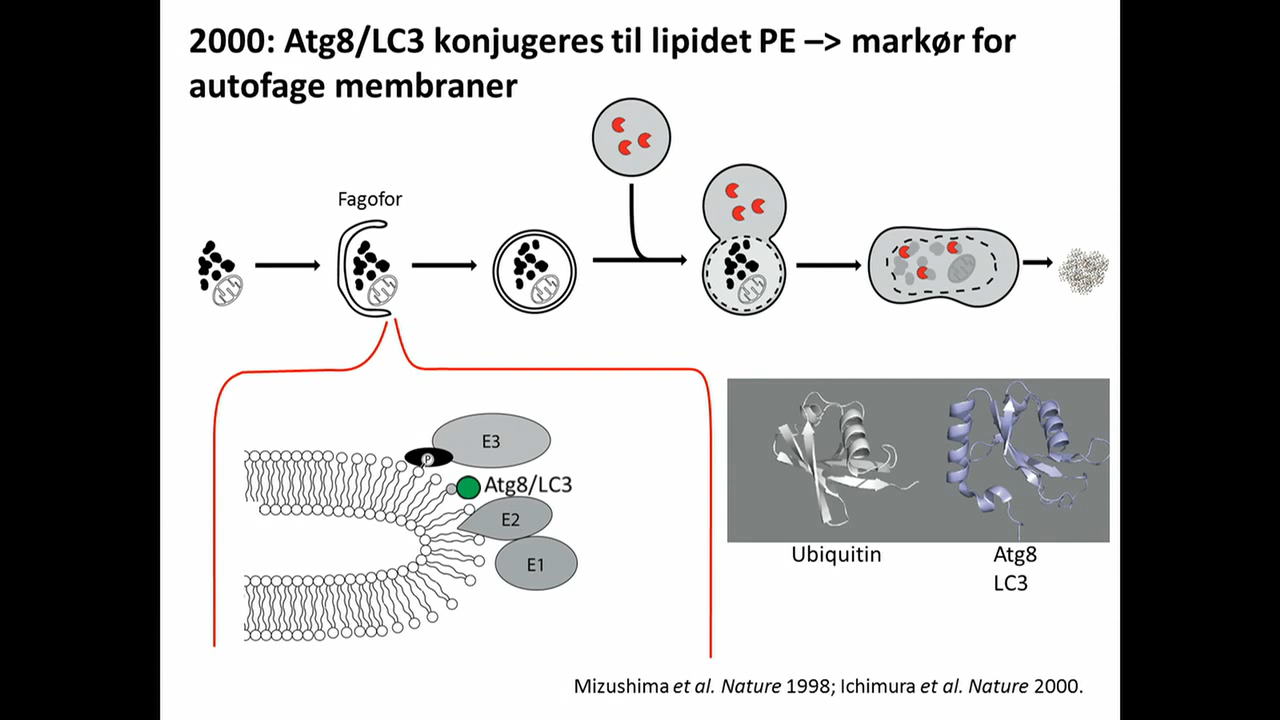 2000: Atg8/LC3 konjugeres til lipidet PE –> markør for
autofage membraner
Fagofor
E3
P
Atg8/LC3
E2
E1
Ubiquitin
Atg8
LC3
Mizushima et al. Nature 1998; Ichimura et al. Nature 2000.